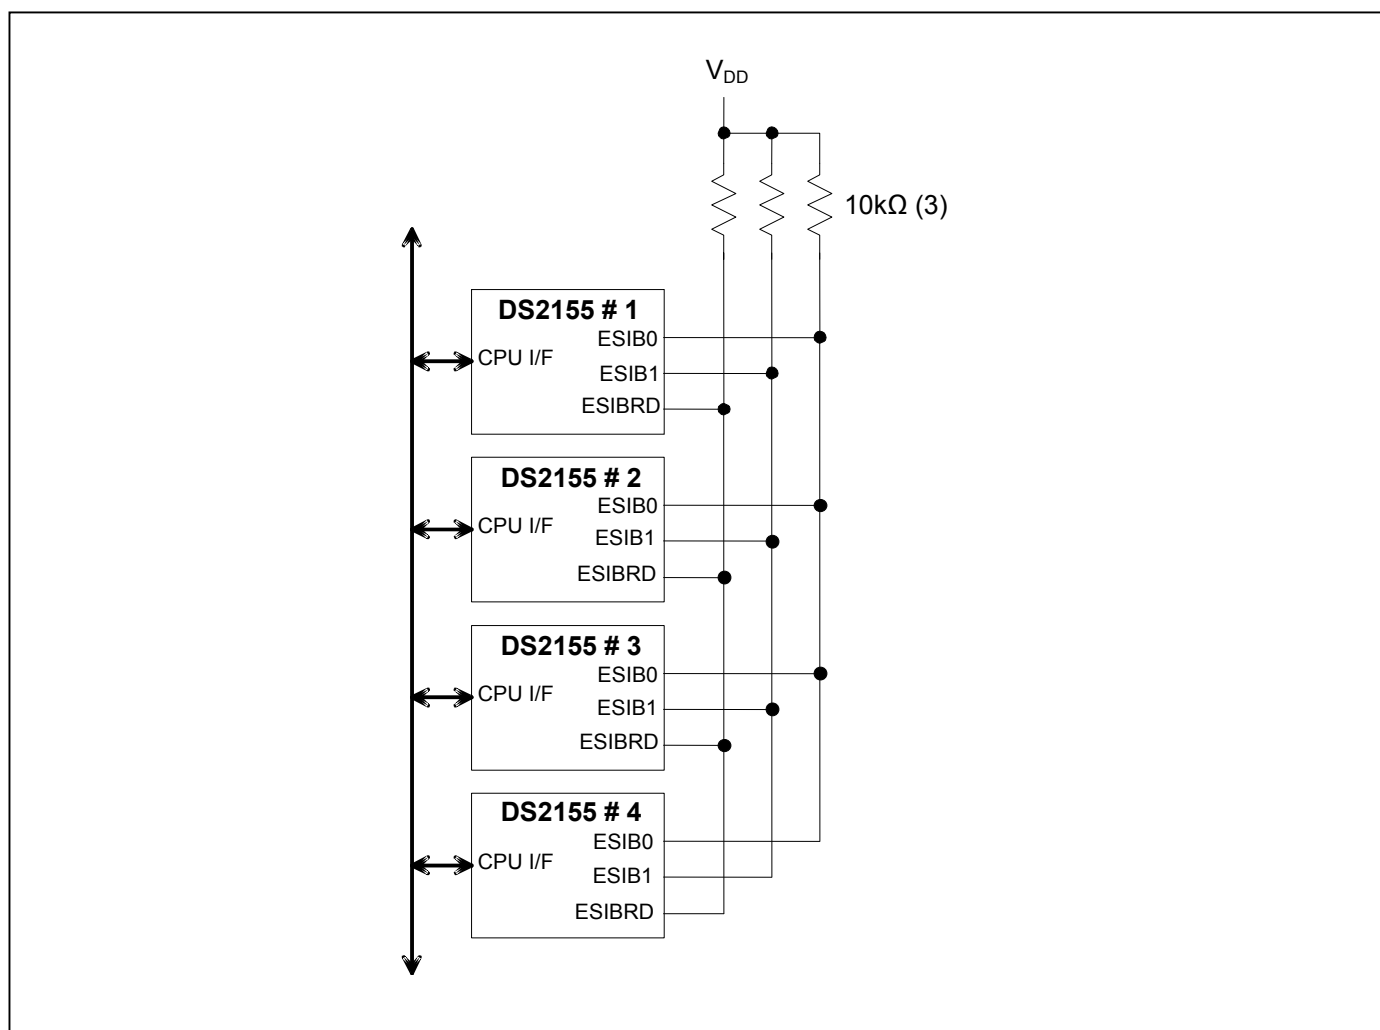 VDD
10kΩ (3)
DS2155 # 1
ESIB0
CPU I/F
ESIB1
ESIBRD
DS2155 # 2
ESIB0
CPU I/F
ESIB1
ESIBRD
DS2155 # 3
ESIB0
CPU I/F
ESIB1
ESIBRD
DS2155 # 4
ESIB0
CPU I/F
ESIB1
ESIBRD